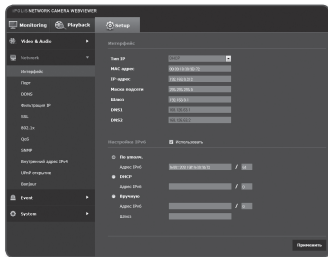 iPOLiS NETWORK CAMERA WEBVIEWER
Monitoring
Playback
Setup
Video & Audio
Network
Интерфейс
Порт
DDNS
Фильтрация IP
SSL
802.1x
QoS
SNMP
Внутренний адрес IPv4
UPnP открытие
Bonjour
Event
System
Интерфейс
Тип IP
DHCP
MAC адрес
IP-адрес
Маска подсети
Шлюз
DNS1
DNS2
Настройки IPv6
Использовать
По умолч.
Адрес IPv6
/
DHCP
Адрес IPv6
/
Вручную
Адрес IPv6
/
Шлюз
Применить